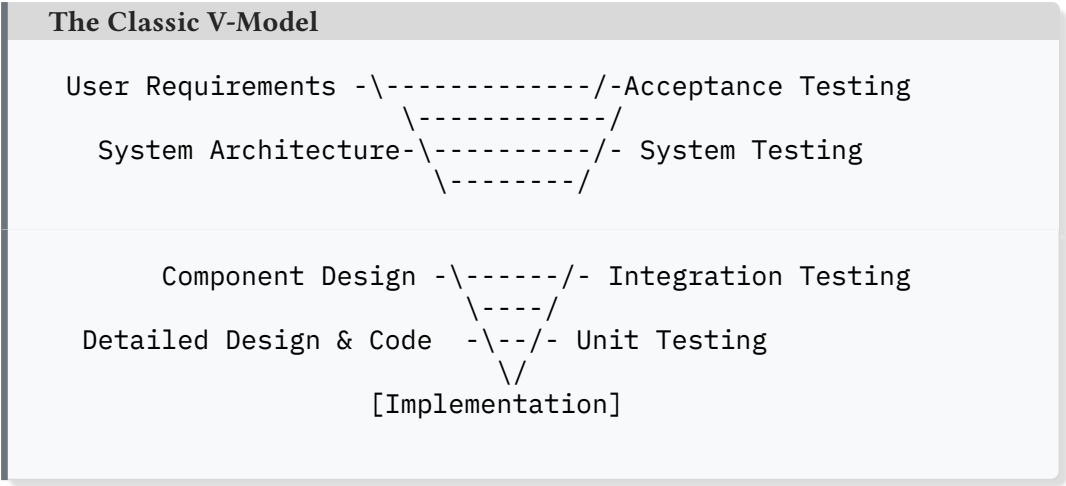 The Classic V-Model
User Requirements -\-------------/-Acceptance Testing
                     \------------/
  System Architecture-\----------/- System Testing
                       \--------/
      Component Design -\------/- Integration Testing
                         \----/
 Detailed Design & Code  -\--/- Unit Testing
                           \/
                   [Implementation]